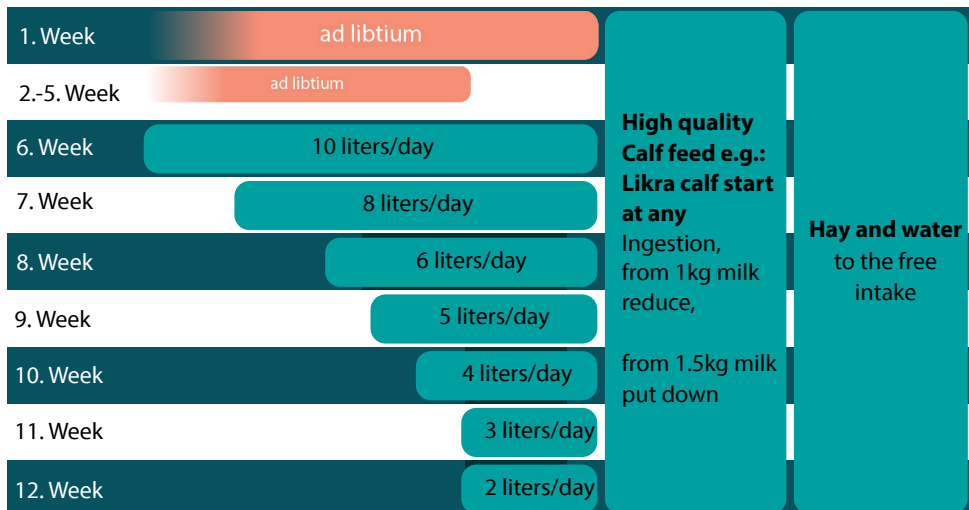 1. Week
ad libtium
2.-5. Week
ad libtium
6. Week
10 liters/day
7. Week
8 liters/day
8. Week
6 liters/day
9. Week
5 liters/day
10. Week
4 liters/day
11. Week
3 liters/day
12. Week
2 liters/day
High quality
Calf feed e.g.:
Likra calf start
at any
Ingestion,
from 1kg milk
reduce,
from 1.5kg milk
put down
Hay and water
to the free
intake